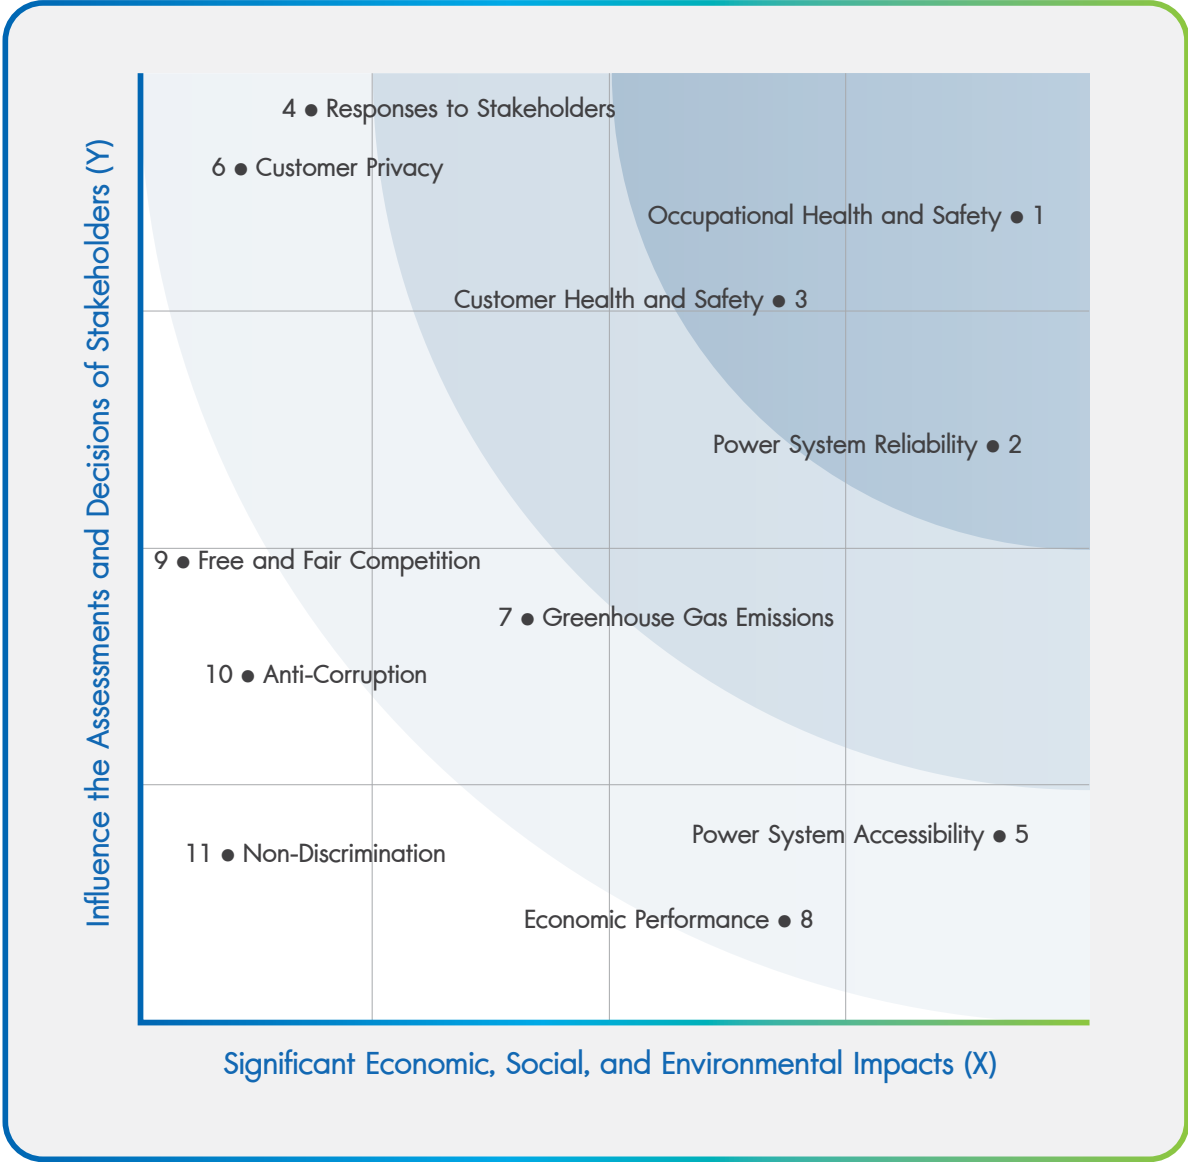 4 ● Responses to Stakeholders
6 ● Customer Privacy
Occupational Health and Safety ● 1
Customer Health and Safety ● 3
Power System Reliability ● 2
9 ● Free and Fair Competition
7 ● Greenhouse Gas Emissions
10 ● Anti-Corruption
Power System Accessibility ● 5
11 ● Non-Discrimination
Economic Performance ● 8
Influence the Assessments and Decisions of Stakeholders (Y)
Significant Economic, Social, and Environmental Impacts (X)